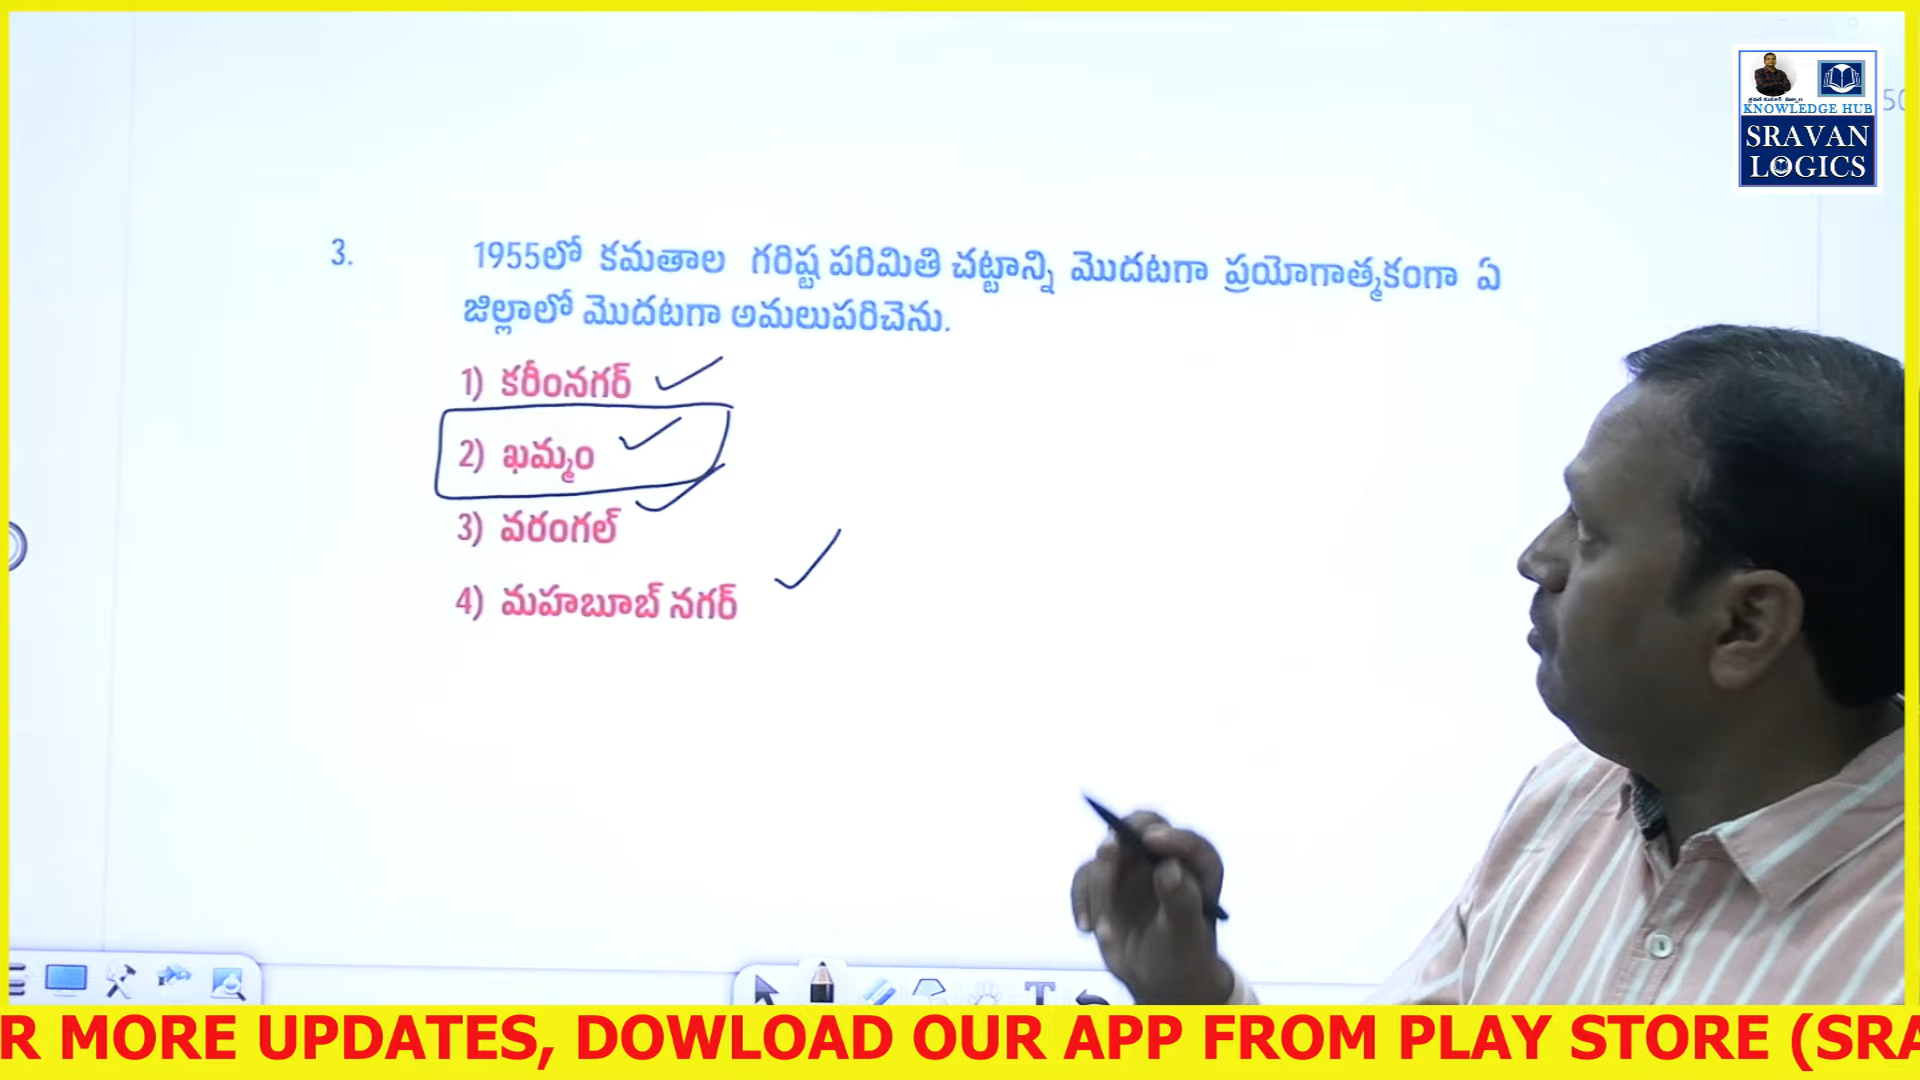 KNOWLEDGE HUB
SRAVAN
LOGICS
50
3. 1955లో కమతాల గరిష్ట పరిమితి చట్టాన్ని మొదటగా ప్రయోగాత్మకంగా ఏ
జిల్లాలో మొదటగా అమలుపరిచెను.
1) కరీంనగర్
2) ఖమ్మం
3) వరంగల్
4) మహబూబ్ నగర్
T
R MORE UPDATES, DOWLOAD OUR APP FROM PLAY STORE (SRA